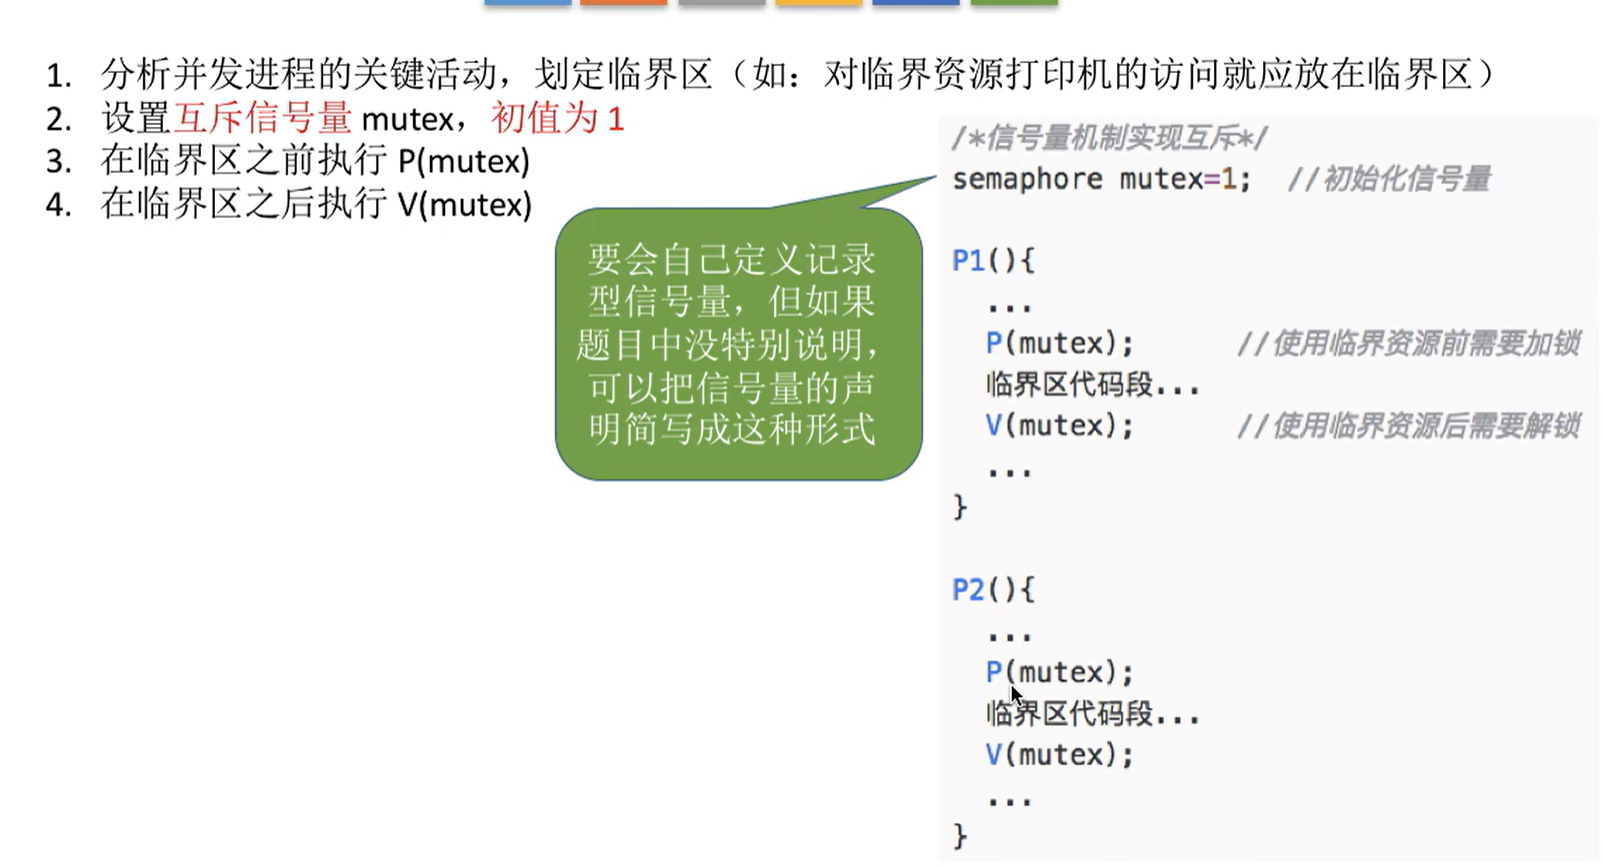 1. 分析并发进程的关键活动，划定临界区（如：对临界资源打印机的访问就应放在临界区）
2. 设置互斥信号量 mutex，初值为 1
3. 在临界区之前执行 P(mutex)
4. 在临界区之后执行 V(mutex)
要会自己定义记录
型信号量，但如果
题目中没特别说明，
可以把信号量的声
明简写成这种形式
/*信号量机制实现互斥*/
semaphore mutex=1; //初始化信号量
P1(){
...
P(mutex); //使用临界资源前需要加锁
临界区代码段...
V(mutex); //使用临界资源后需要解锁
...
}
P2(){
...
P(mutex);
临界区代码段...
V(mutex);
...
}